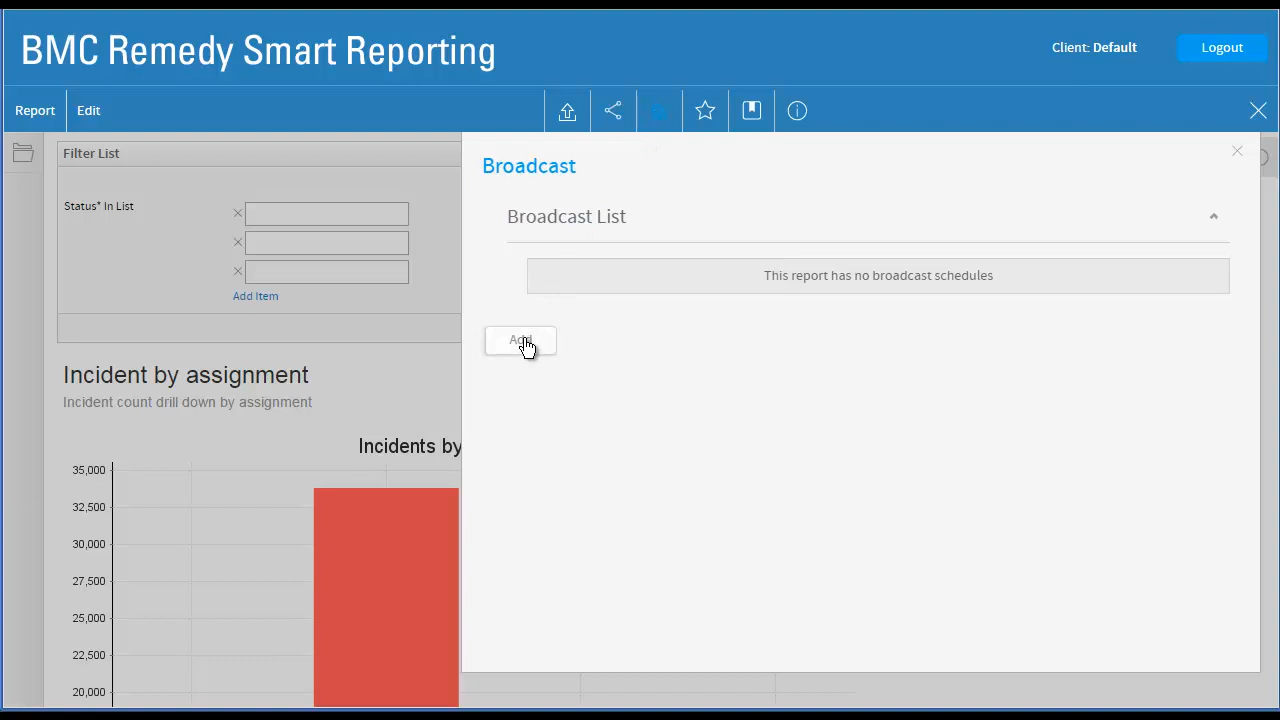 BMC Remedy Smart Reporting
Client: Default
Logout
Report
Edit
Filter List
Status* In List
Add Item
Broadcast
Broadcast List
This report has no broadcast schedules
Add
Incident by assignment
Incident count drill down by assignment
Incidents by
35,000
32,500
30,000
27,500
25,000
22,500
20,000